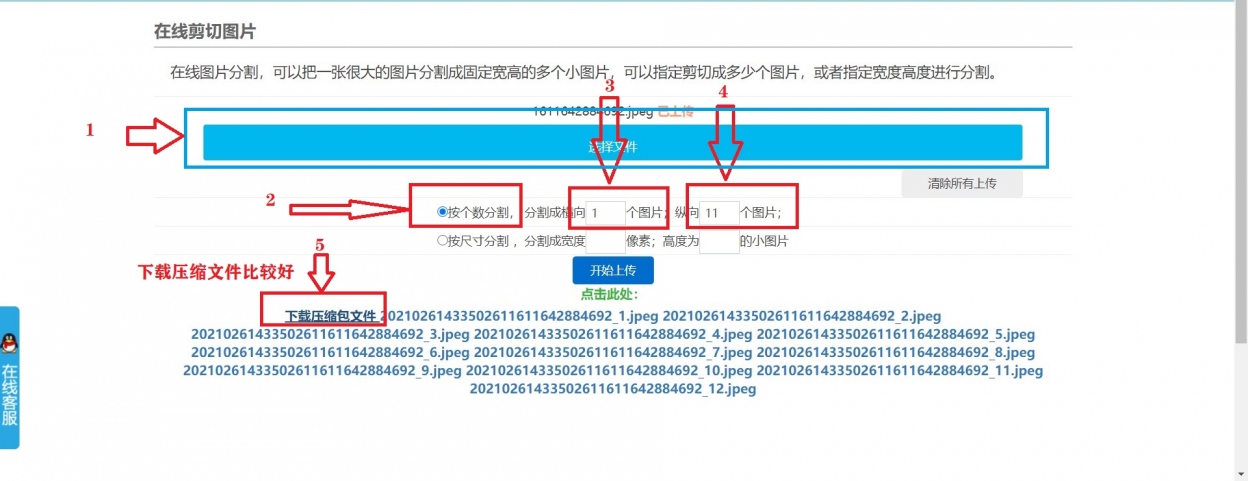 在线剪切图片
在线图片分割，可以把一张很大的图片分割成固定宽高的多个小图片，可以指定剪切成多少个图片，或者指定宽度高度进行分割。
3
4
1611642884692.jpeg 已上传
1
选择文件
清除所有上传
2
按个数分割，分割成横向 1 个图片；纵向 11 个图片；
按尺寸分割，分割成宽度 像素；高度为 的小图片
5
下载压缩文件比较好
开始上传
点击此处：
下载压缩包文件 20210261433502611611642884692_1.jpeg 20210261433502611611642884692_2.jpeg
20210261433502611611642884692_3.jpeg 20210261433502611611642884692_4.jpeg 20210261433502611611642884692_5.jpeg
20210261433502611611642884692_6.jpeg 20210261433502611611642884692_7.jpeg 20210261433502611611642884692_8.jpeg
20210261433502611611642884692_9.jpeg 20210261433502611611642884692_10.jpeg 20210261433502611611642884692_11.jpeg
20210261433502611611642884692_12.jpeg
在线客服